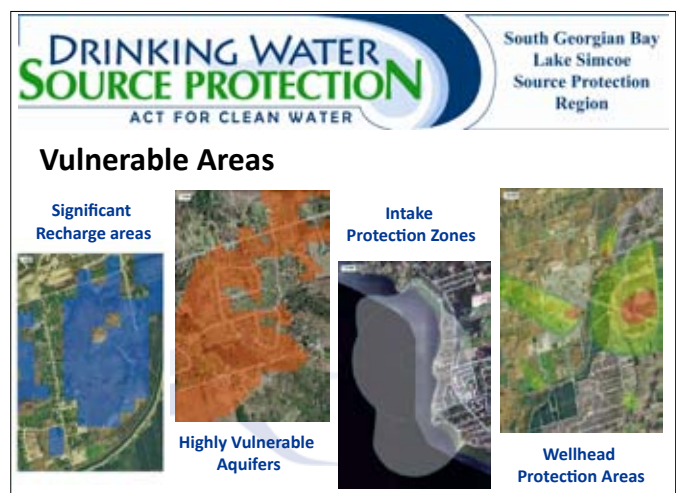 DRINKING WATER
SOURCE PROTECTION
ACT FOR CLEAN WATER
South Georgian Bay
Lake Simcoe
Source Protection
Region
Vulnerable Areas
Significant
Recharge areas
Highly Vulnerable
Aquifers
Intake
Protection Zones
Wellhead
Protection Areas